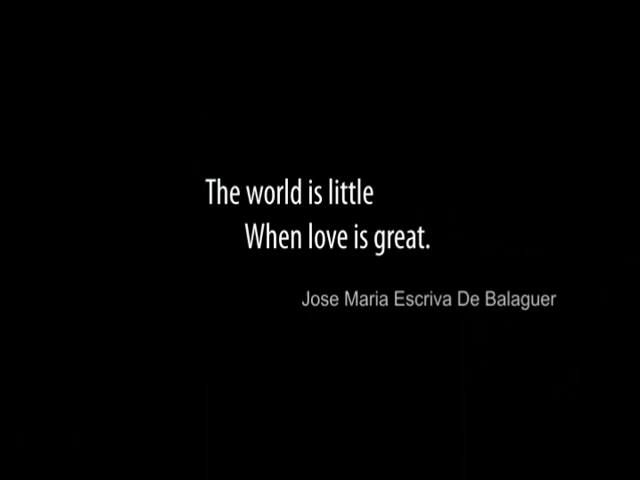 The world is little
When love is great.
Jose Maria Escriva De Balaguer